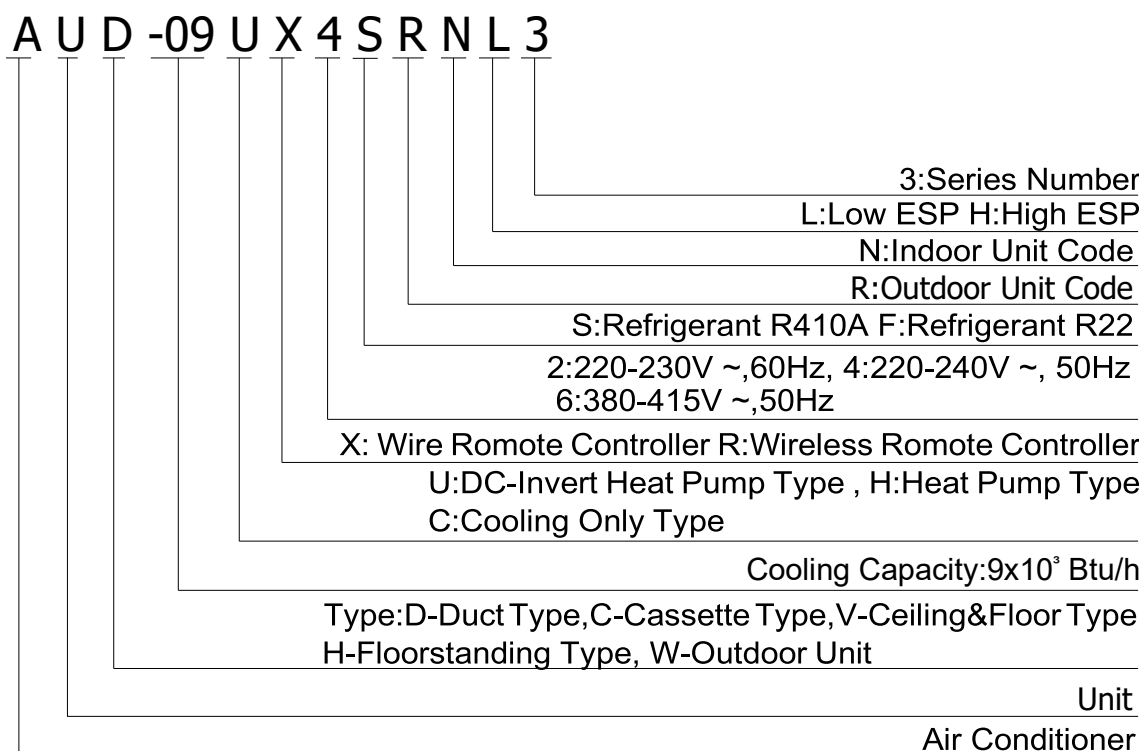 A U D -09 U X 4 S R N L 3
3:Series Number
L:Low ESP H:High ESP
N:Indoor Unit Code
R:Outdoor Unit Code
S:Refrigerant R410A F:Refrigerant R22
2:220-230V ~,60Hz, 4:220-240V ~, 50Hz
6:380-415V ~,50Hz
X: Wire Romote Controller R:Wireless Romote Controller
U:DC-Invert Heat Pump Type , H:Heat Pump Type
C:Cooling Only Type
Cooling Capacity:9x10³ Btu/h
Type:D-Duct Type,C-Cassette Type,V-Ceiling&Floor Type
H-Floorstanding Type, W-Outdoor Unit
Unit
Air Conditioner